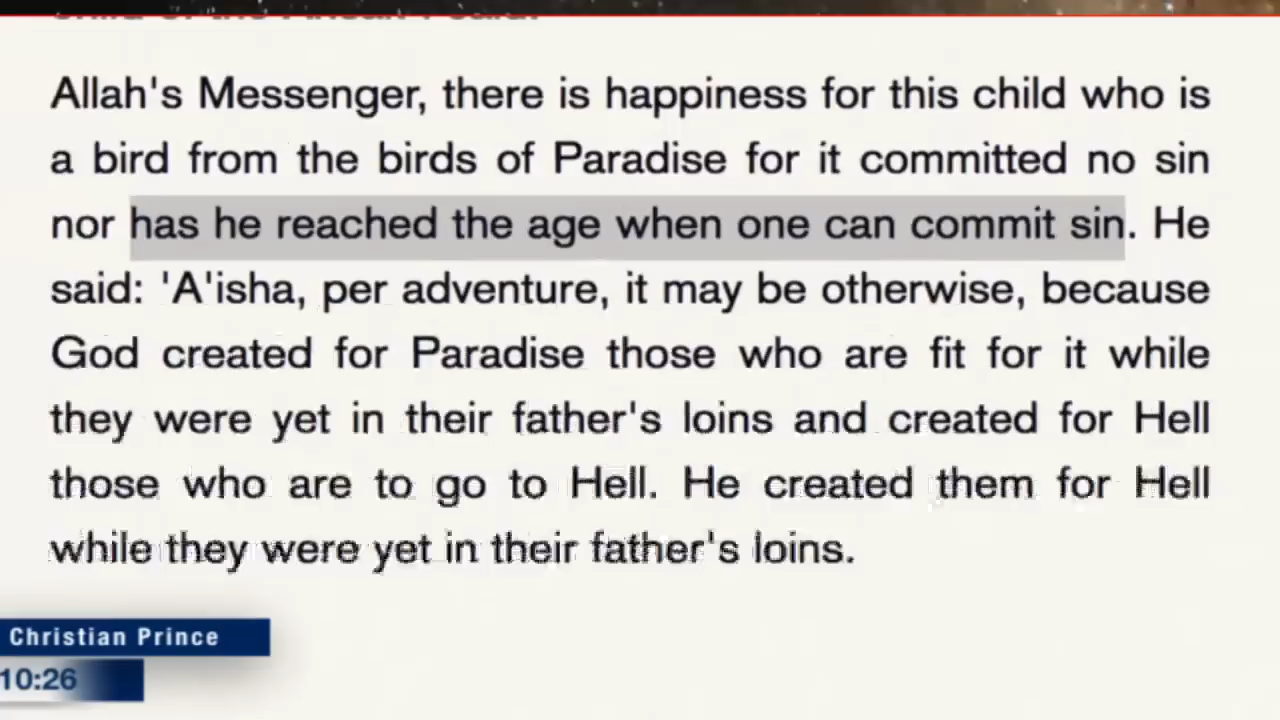 Allah's Messenger, there is happiness for this child who is
a bird from the birds of Paradise for it committed no sin
nor has he reached the age when one can commit sin. He
said: 'A'isha, per adventure, it may be otherwise, because
God created for Paradise those who are fit for it while
they were yet in their father's loins and created for Hell
those who are to go to Hell. He created them for Hell
while they were yet in their father's loins.
Christian Prince
10:26